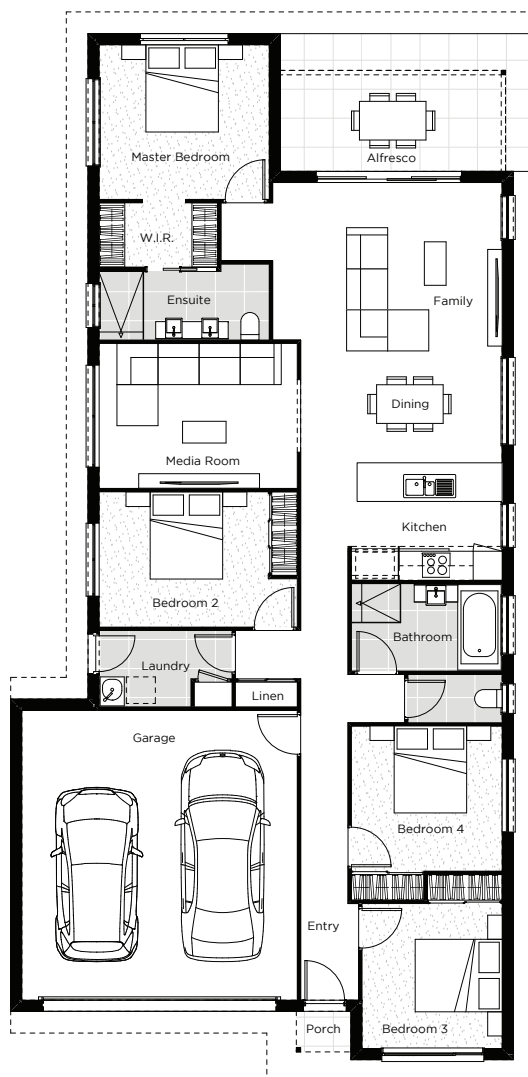 Master Bedroom
Alfresco
W.I.R.
Ensuite
Family
Dining
Media Room
Kitchen
Bedroom 2
Bathroom
Laundry
Linen
Garage
Bedroom 4
Entry
Porch
Bedroom 3